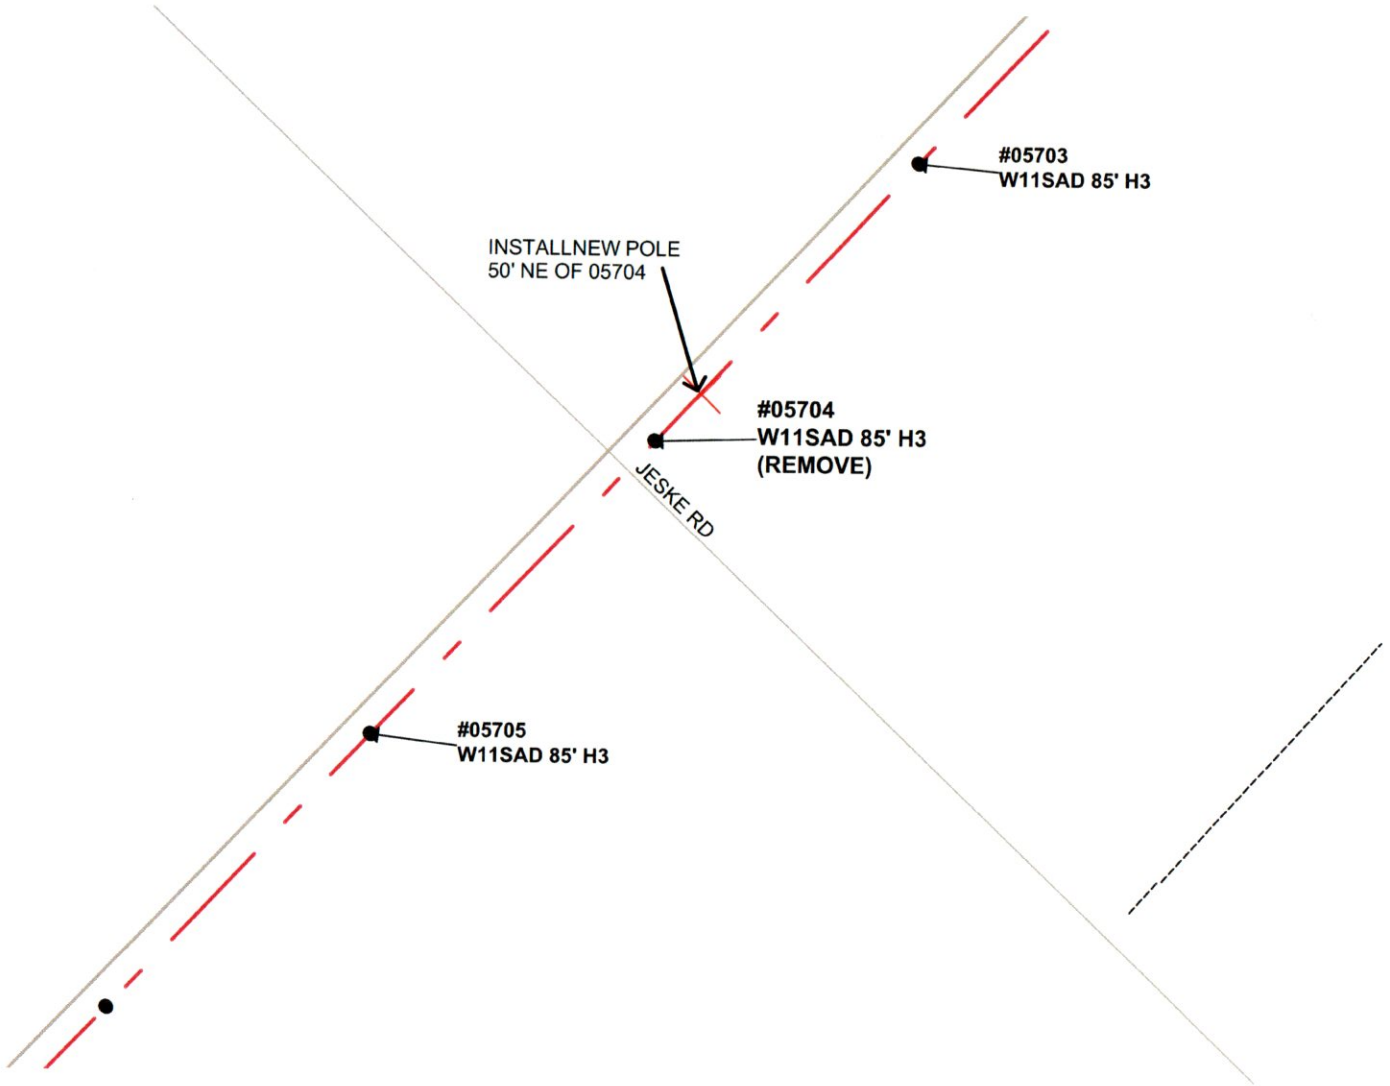 #05703
W11SAD 85' H3
INSTALLNEW POLE
50' NE OF 05704
#05704
W11SAD 85' H3
(REMOVE)
JESKE RD
#05705
W11SAD 85' H3